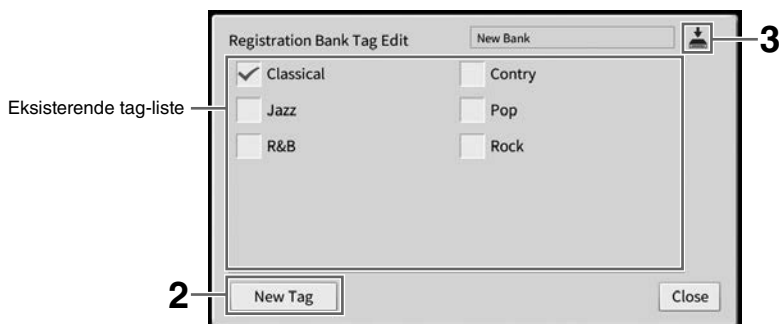 Registration Bank Tag Edit New Bank 3
Classical Contry
Eksisterende tag-liste Jazz Pop
R&B Rock
2 New Tag Close